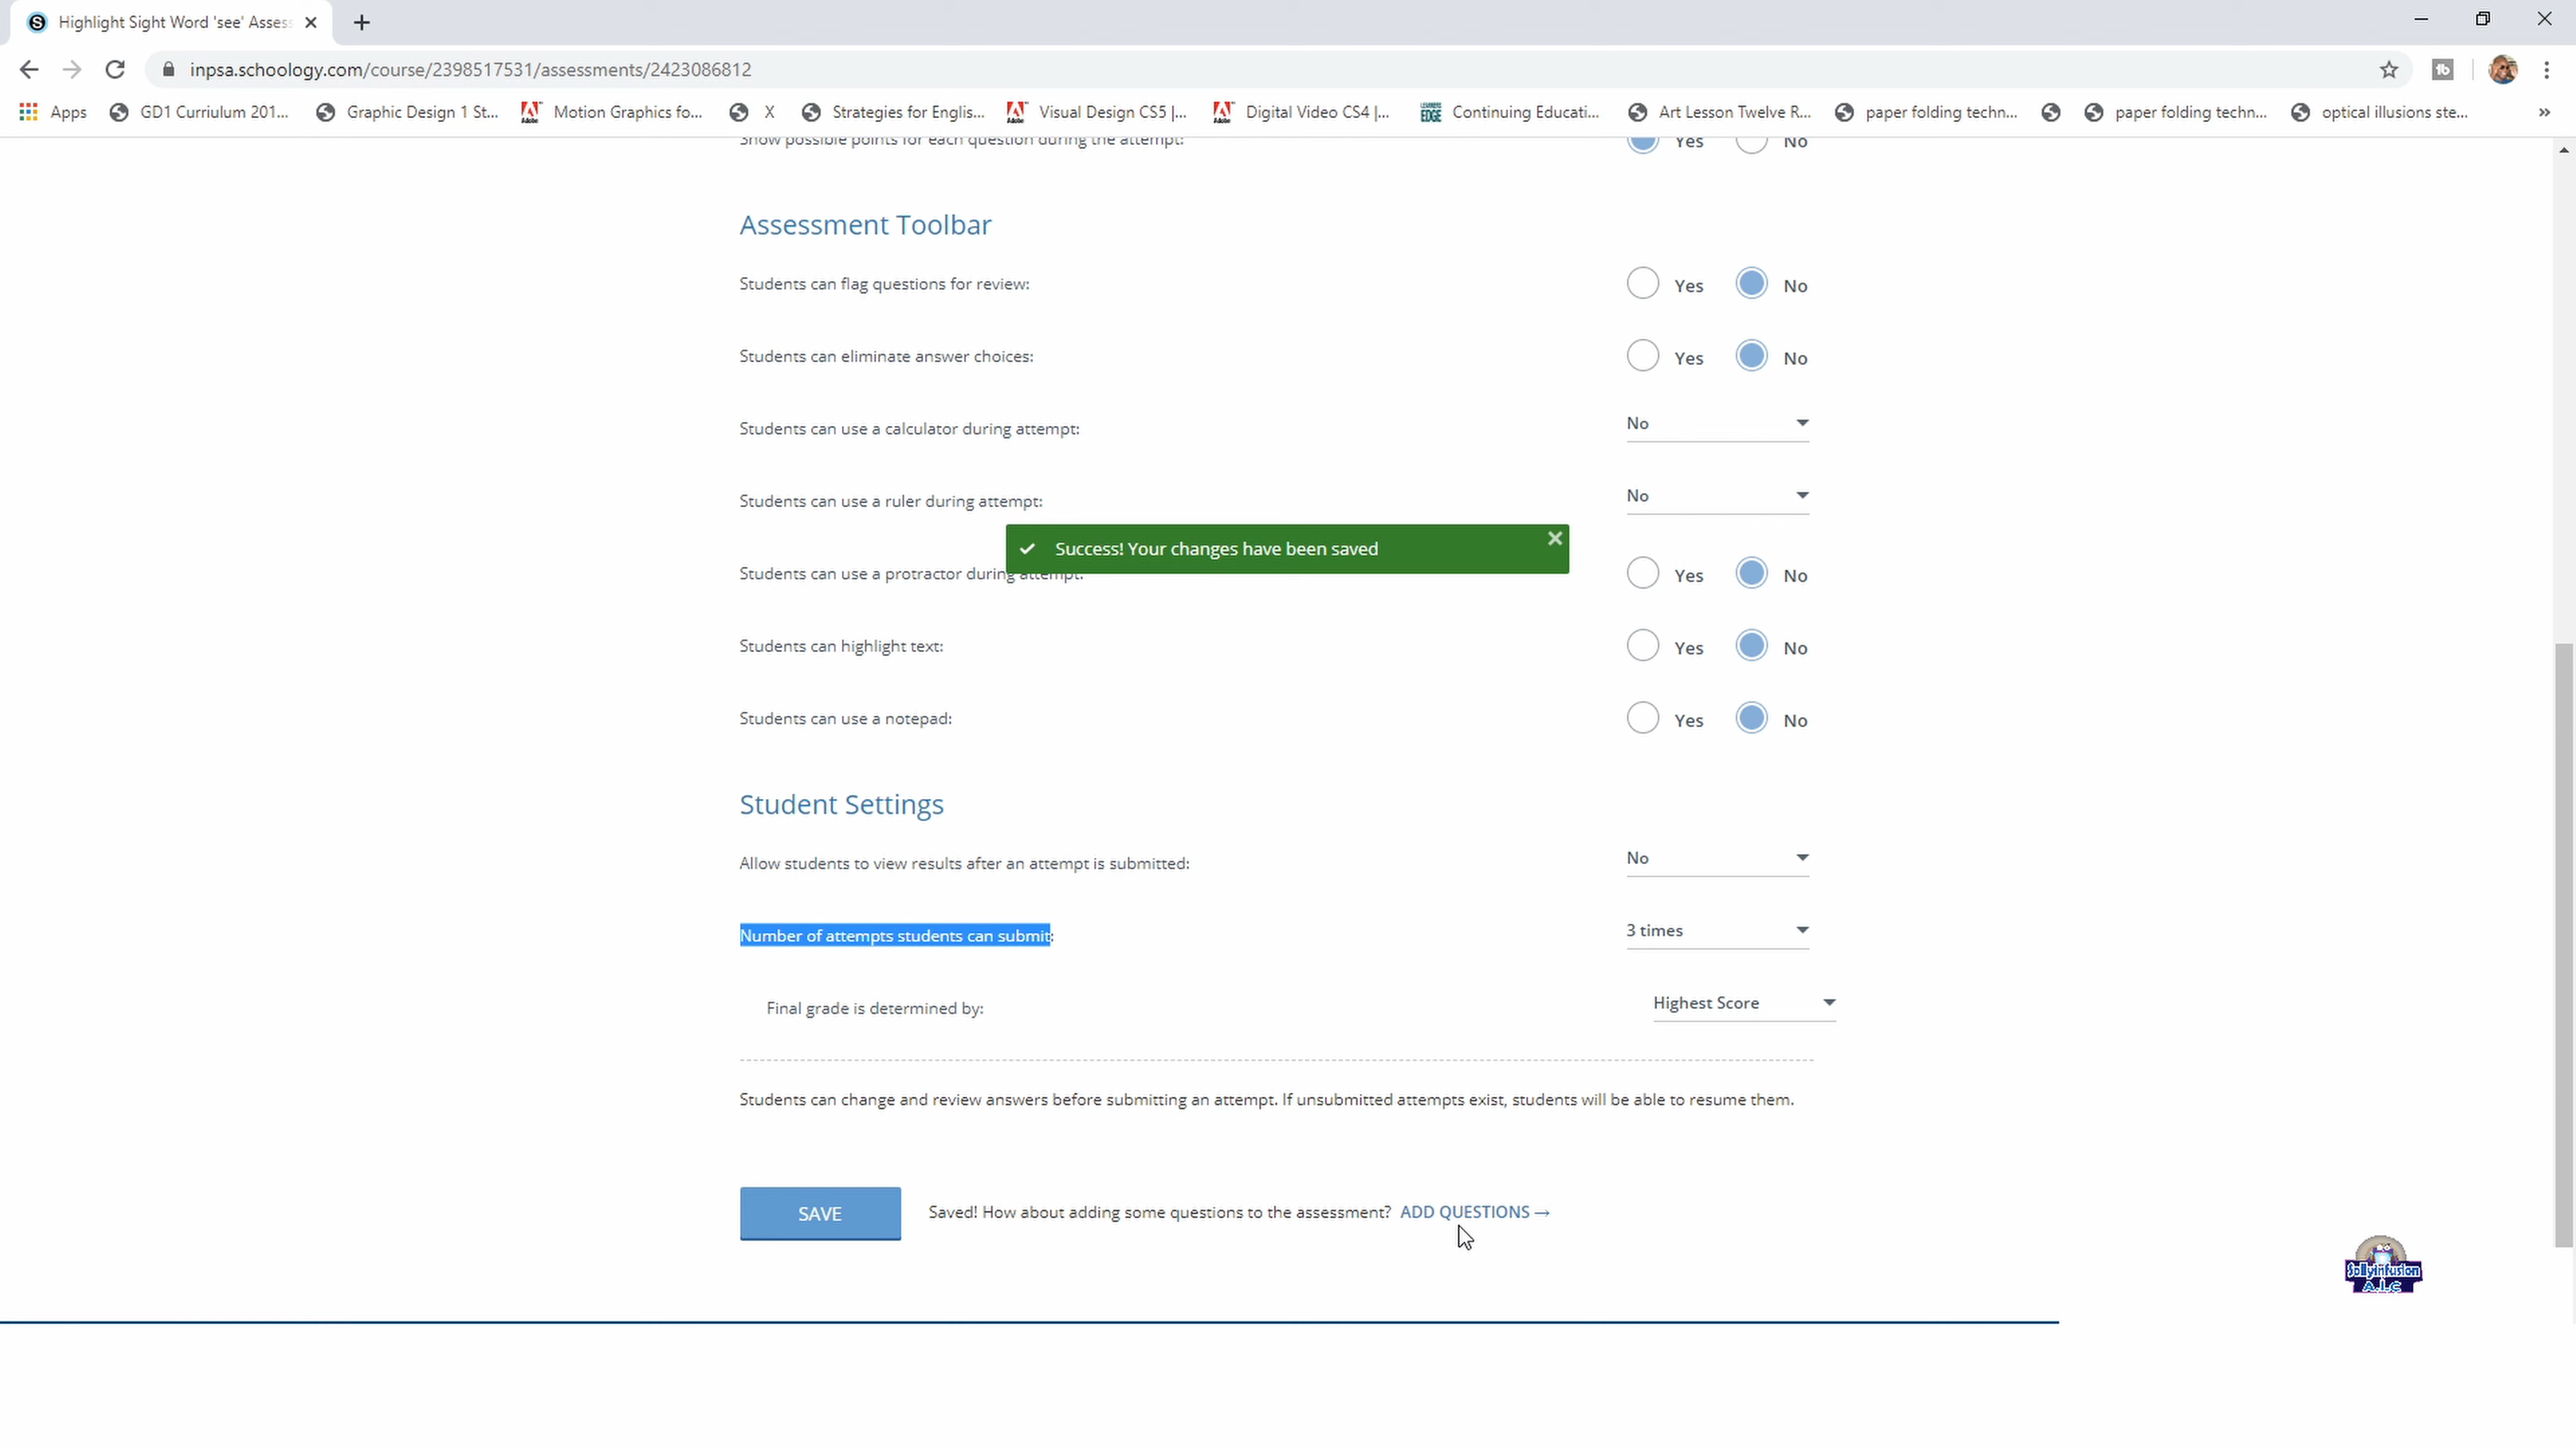 Highlight Sight Word 'see' Assess
inpsa.schoology.com/course/2398517531/assessments/2423086812
Apps GD1 Curriulum 201... Graphic Design 1 St... Motion Graphics fo... X Strategies for Englis... Visual Design CS5 |... Digital Video CS4 |... Continuing Educati... Art Lesson Twelve R... paper folding techn... paper folding techn... optical illusions ste... »
Show possible points for each question during the attempt: Yes No
Assessment Toolbar
Students can flag questions for review: Yes No
Students can eliminate answer choices: Yes No
Students can use a calculator during attempt: No
Students can use a ruler during attempt: No
Success! Your changes have been saved
Students can use a protractor during attempt: Yes No
Students can highlight text: Yes No
Students can use a notepad: Yes No
Student Settings
Allow students to view results after an attempt is submitted: No
Number of attempts students can submit: 3 times
Final grade is determined by: Highest Score
Students can change and review answers before submitting an attempt. If unsubmitted attempts exist, students will be able to resume them.
SAVE Saved! How about adding some questions to the assessment? ADD QUESTIONS →
Sollyinfusion
A.I.C